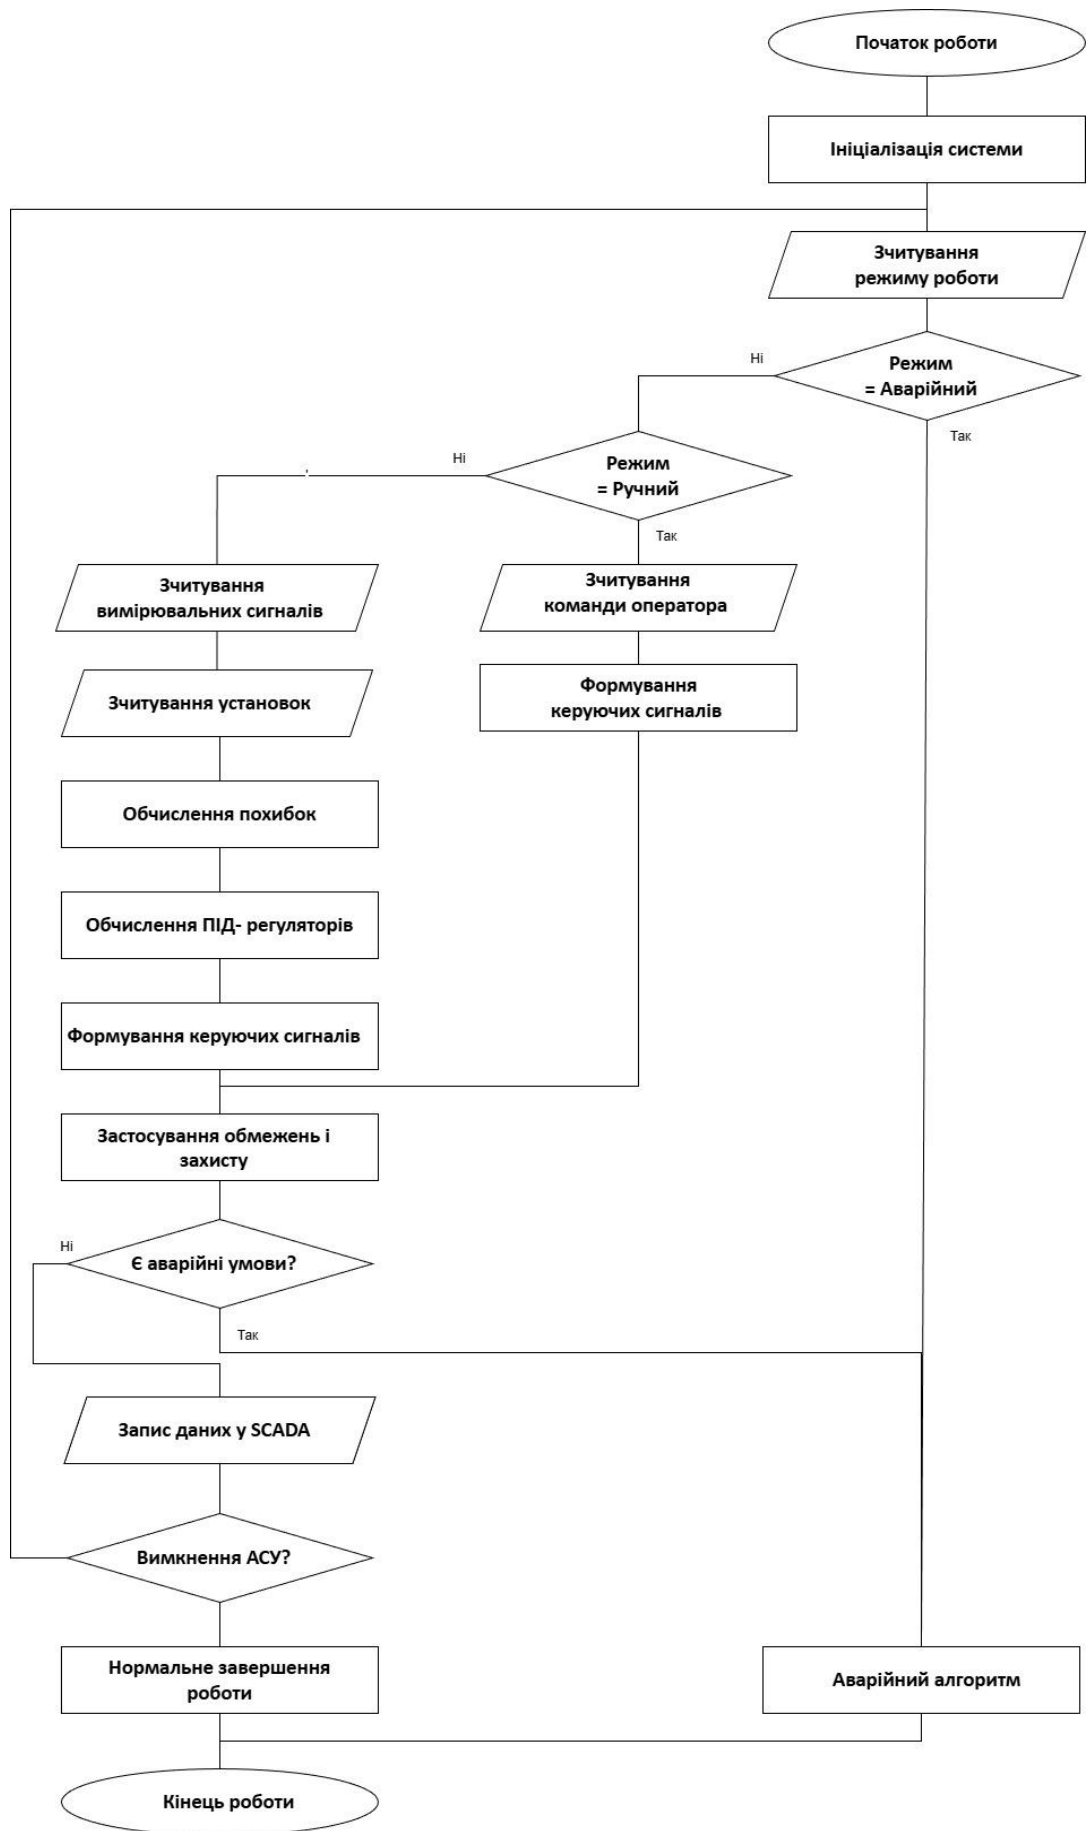 Початок роботи
Ініціалізація системи
Зчитування
режиму роботи
Режим
= Аварійний
Ні
Так
Режим
= Ручний
Ні
Так
Зчитування
вимірювальних сигналів
Зчитування
команди оператора
Зчитування установок
Формування
керуючих сигналів
Обчислення похибок
Обчислення ПІД- регуляторів
Формування керуючих сигналів
Застосування обмежень і
захисту
Ні
Є аварійні умови?
Так
Запис даних у SCADA
Вимкнення АСУ?
Нормальне завершення
роботи
Аварійний алгоритм
Кінець роботи